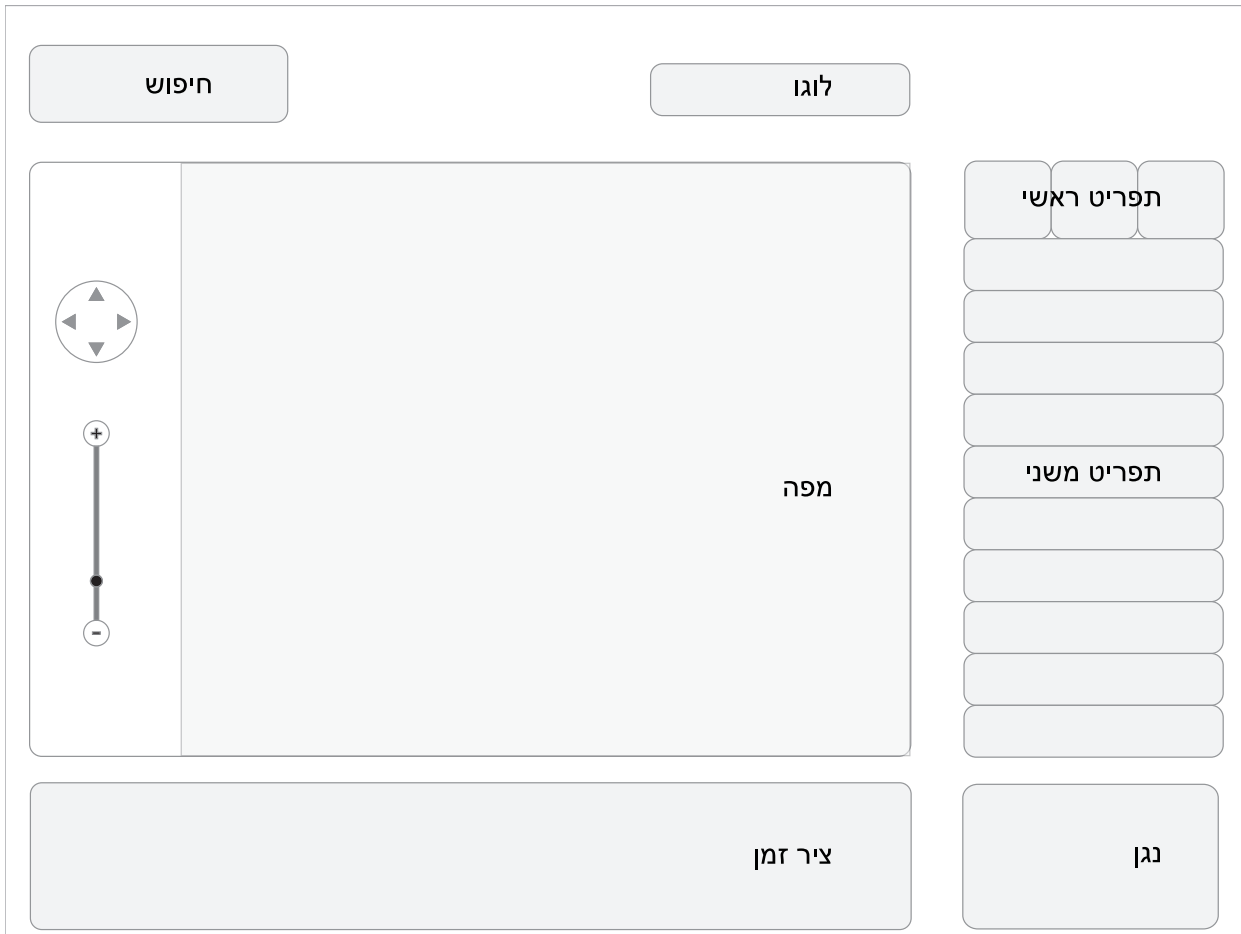 לוגו
חיפוש
תפריט ראשי
תפריט משני
מפה
+
-
נגן
ציר זמן